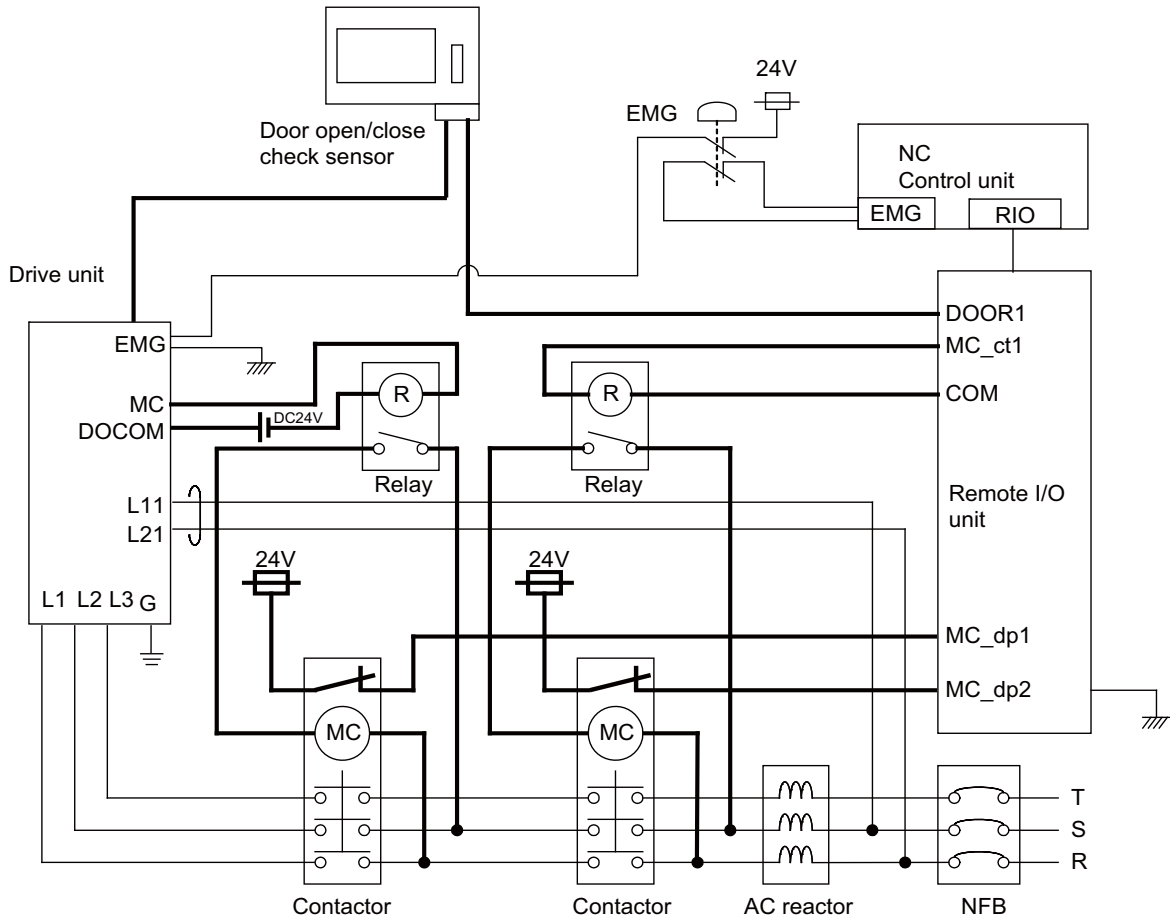 24V
EMG
Door open/close
check sensor
NC
Control unit
EMG
RIO
Drive unit
DOOR1
EMG
MC_ct1
R
R
COM
MC
DC24V
DOCOM
Relay
Relay
Remote I/O
unit
L11
L21
24V
24V
L1 L2 L3 G
MC_dp1
MC_dp2
MC
MC
T
S
R
Contactor
Contactor
AC reactor
NFB